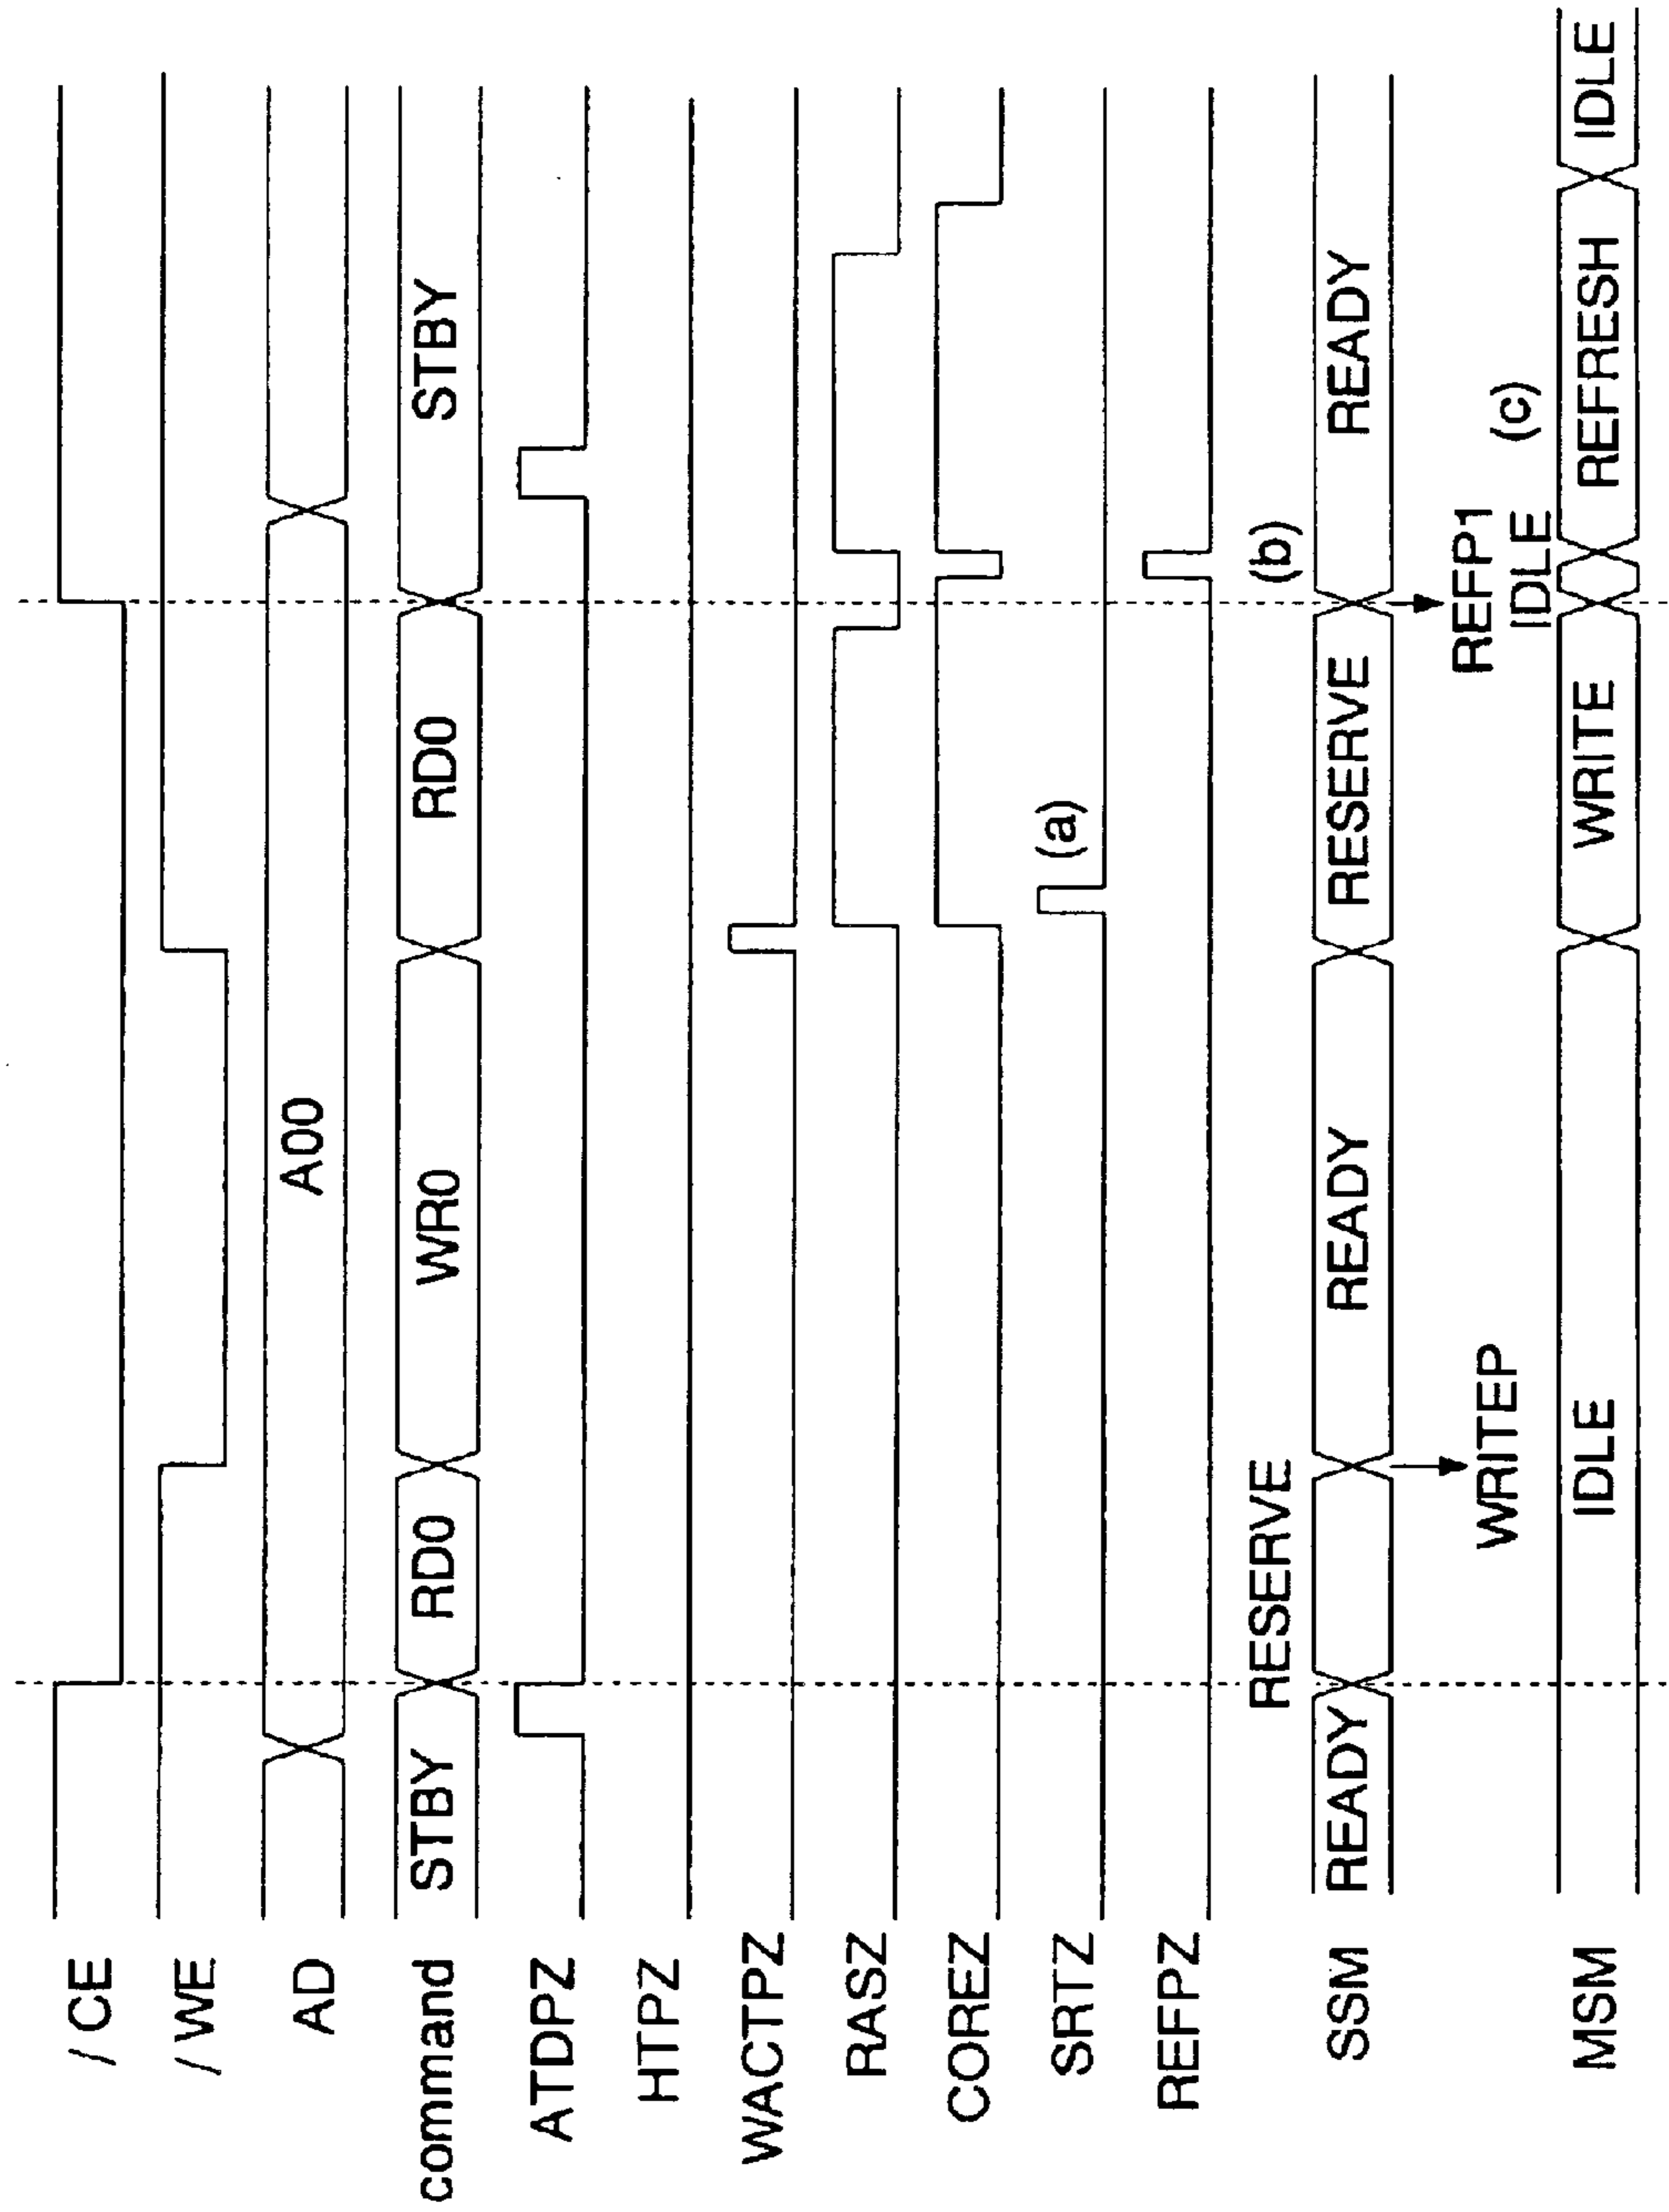 / CE
/ WE
AD A00
command STBY RD0 WR0 RD0 STBY
ATDPZ
HTPZ
WACTPZ
RASZ
COREZ
SRTZ (a)
REFPZ
RESERVE (b)
SSM READY READY RESERVE READY
WRITEP REFP1
IDLE (c)
MSM IDLE WRITE REFRESH IDLE